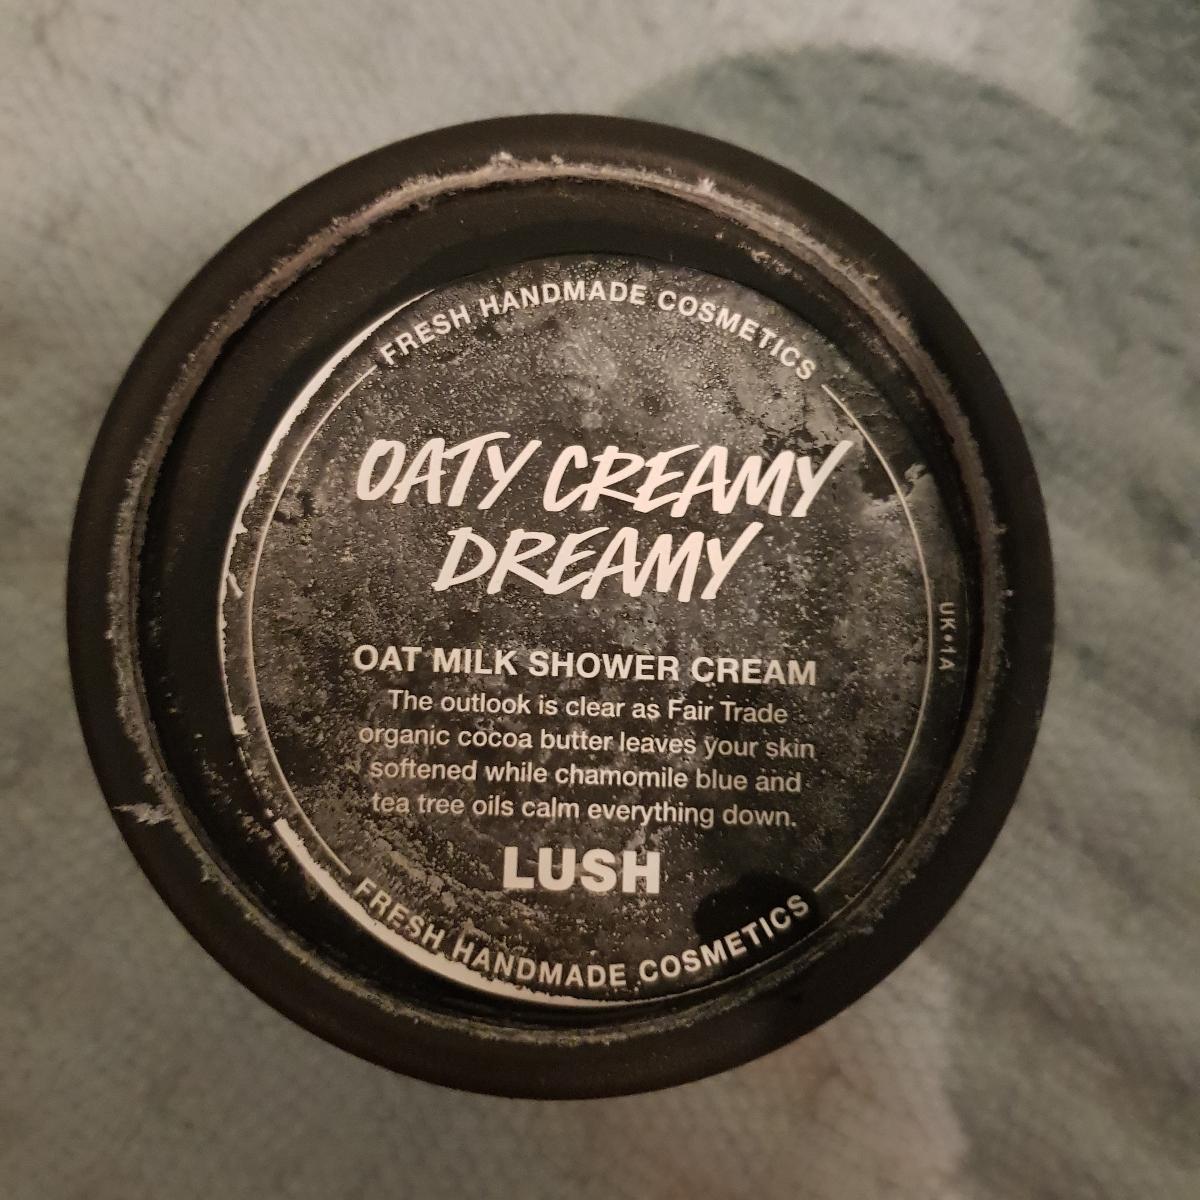 FRESH HANDMADE COSMETICS
OATY CREAMY
DREAMY
OAT MILK SHOWER CREAM
The outlook is clear as Fair Trade
organic cocoa butter leaves your skin
softened while chamomile blue and
tea tree oils calm everything down.
LUSH
FRESH HANDMADE COSMETICS
UK•1A